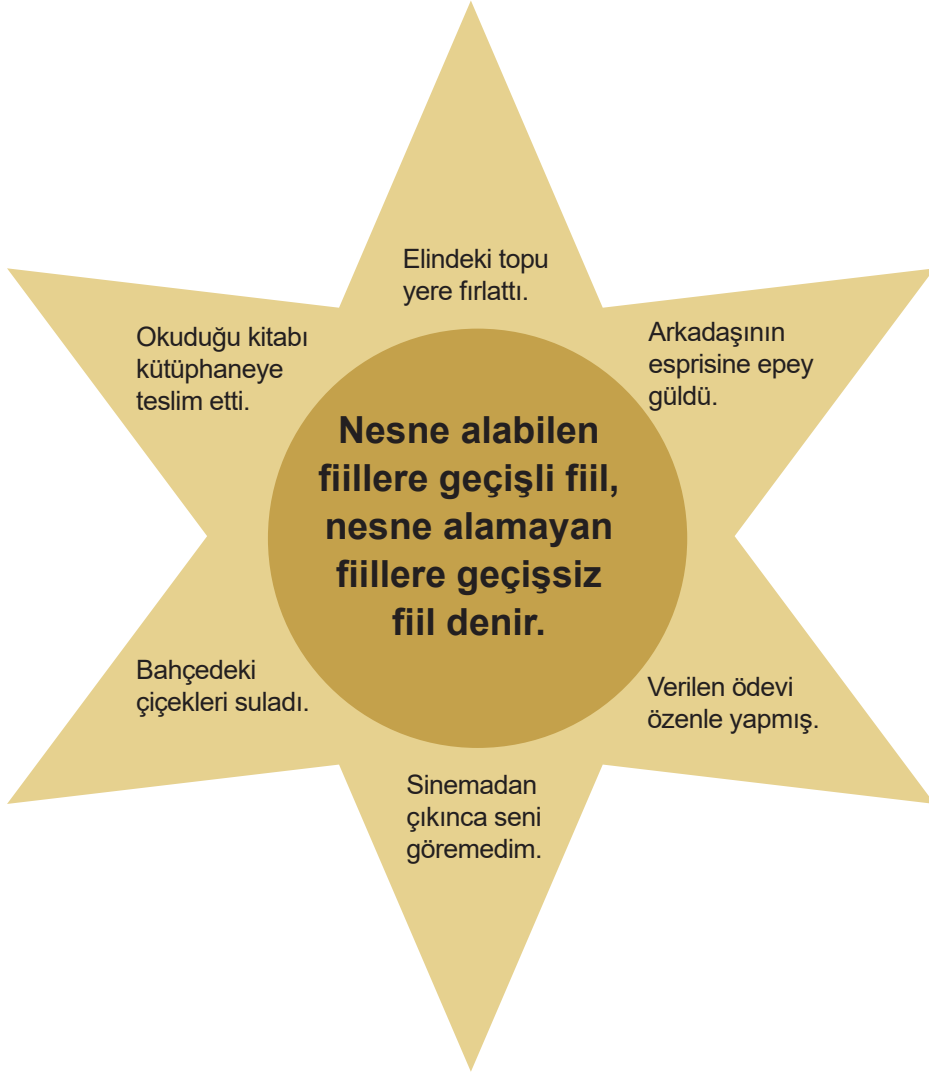 Elindeki topu
yere fırlattı.
Okuduğu kitabı
kütüphaneye
teslim etti.
Arkadaşının
esprisine epey
güldü.
Nesne alabilen
fiillere geçişli fiil,
nesne alamayan
fiillere geçişsiz
fiil denir.
Bahçedeki
çiçekleri suladı.
Verilen ödevi
özenle yapmış.
Sinemadan
çıkınca seni
göremedim.